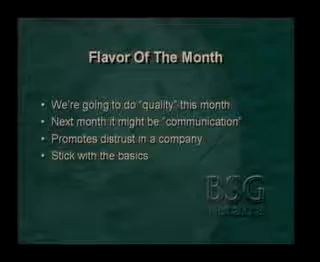 Flavor Of The Month
• We're going to do "quality" this month
• Next month it might be "communication"
• Promotes distrust in a company
• Stick with the basics
BSG